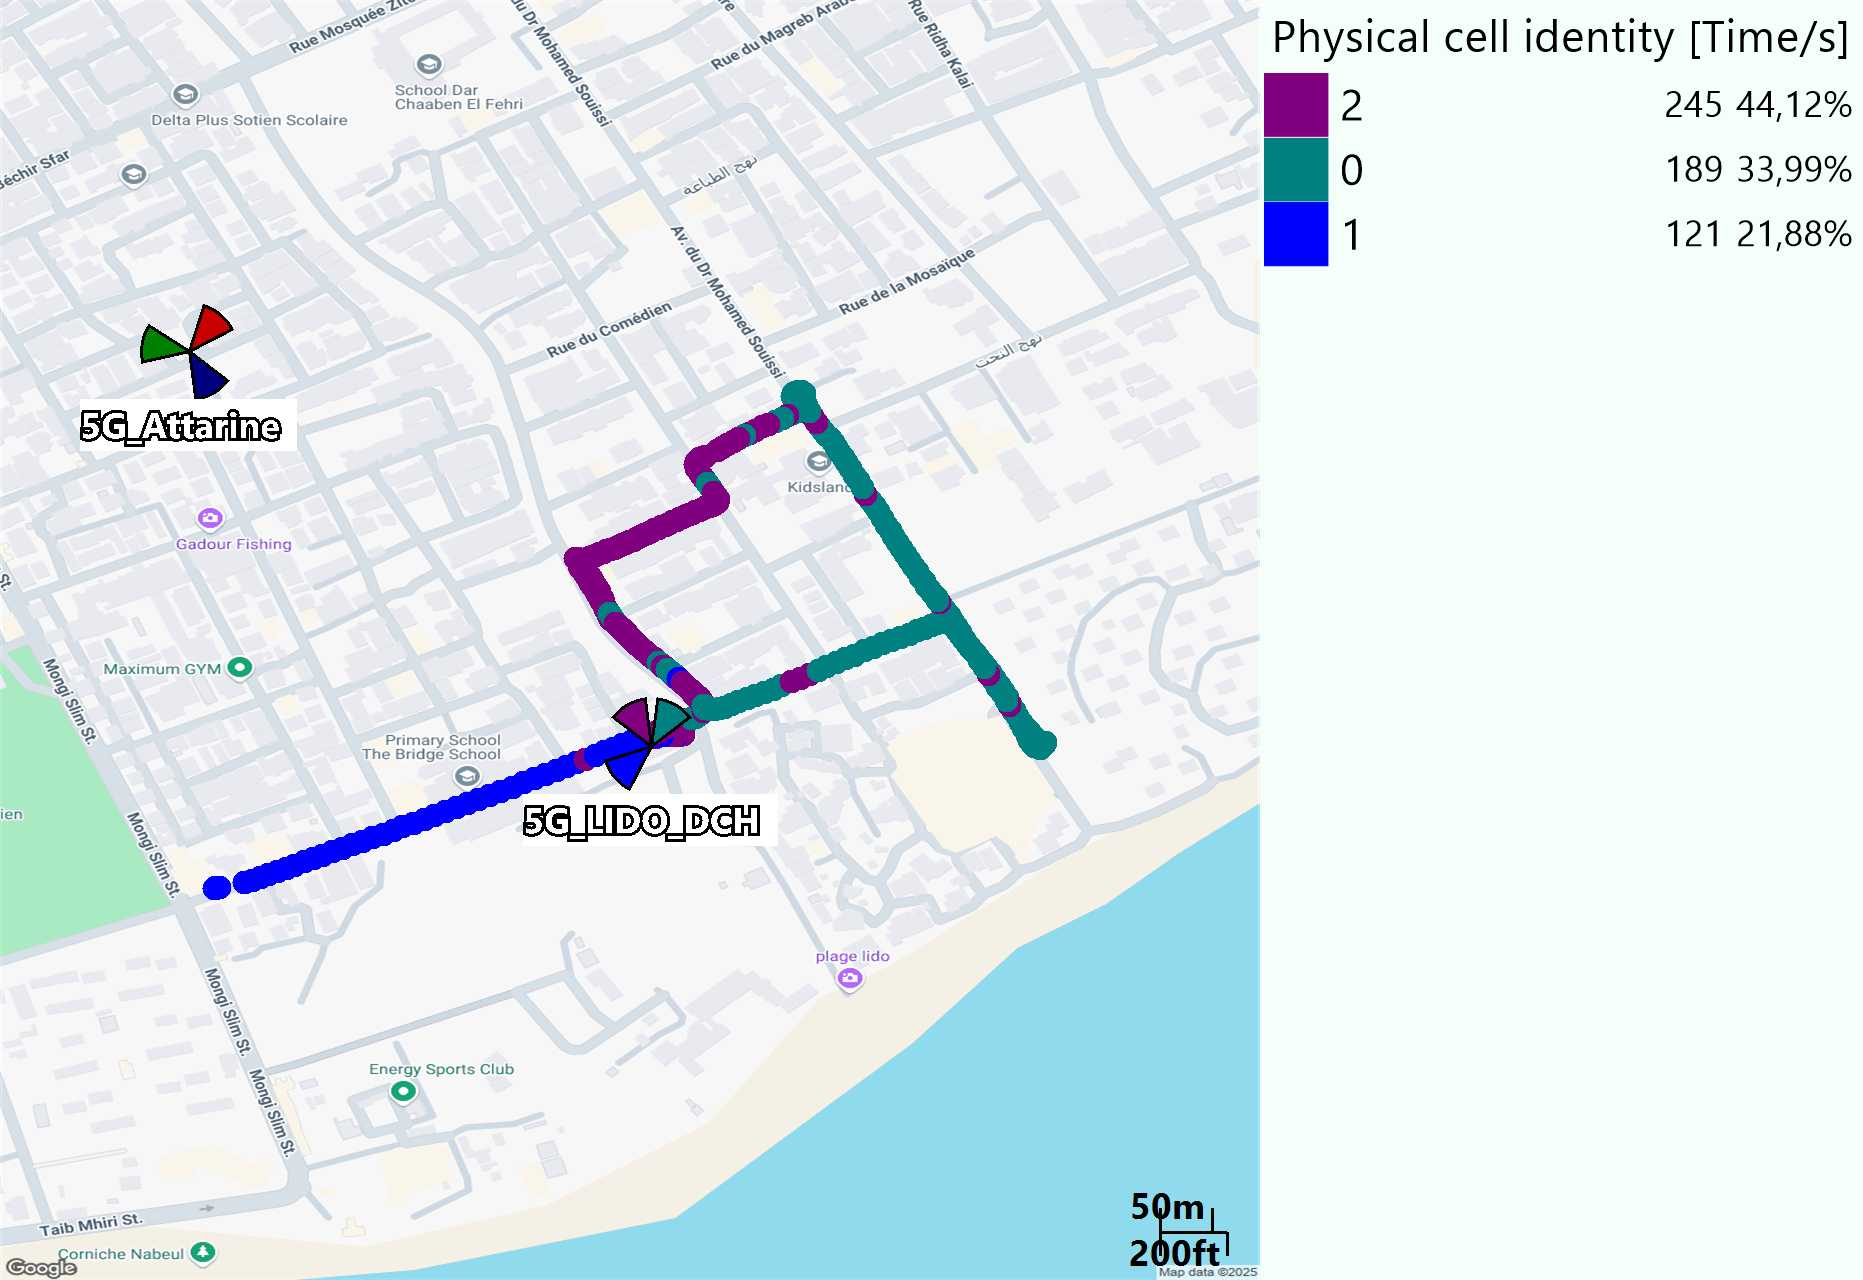 Physical cell identity [Time/s]
2 245 44,12%
0 189 33,99%
1 121 21,88%
Rue Mosquée
du Dr Mohamed Souissi
Rue du Magreb Arabe
Rue Ridha Kalai
School Dar
Chaaben El Fehri
Delta Plus Sotien Scolaire
Béchir Sfar
نهج الطباعة
Av. du Dr Mohamed Souissi
Rue de la Mosaïque
Rue du Comédien
نهج النحت
5G_Attarine
Kidsland
Gadour Fishing
St.
Maximum GYM
Mongi Slim St.
Primary School
The Bridge School
5G_LIDO_DCH
Mongi Slim St.
ien
plage lido
Mongi Slim St.
Energy Sports Club
Mongi Slim St.
Taib Mhiri St.
Corniche Nabeul
Google
50m
200ft
Map data ©2025